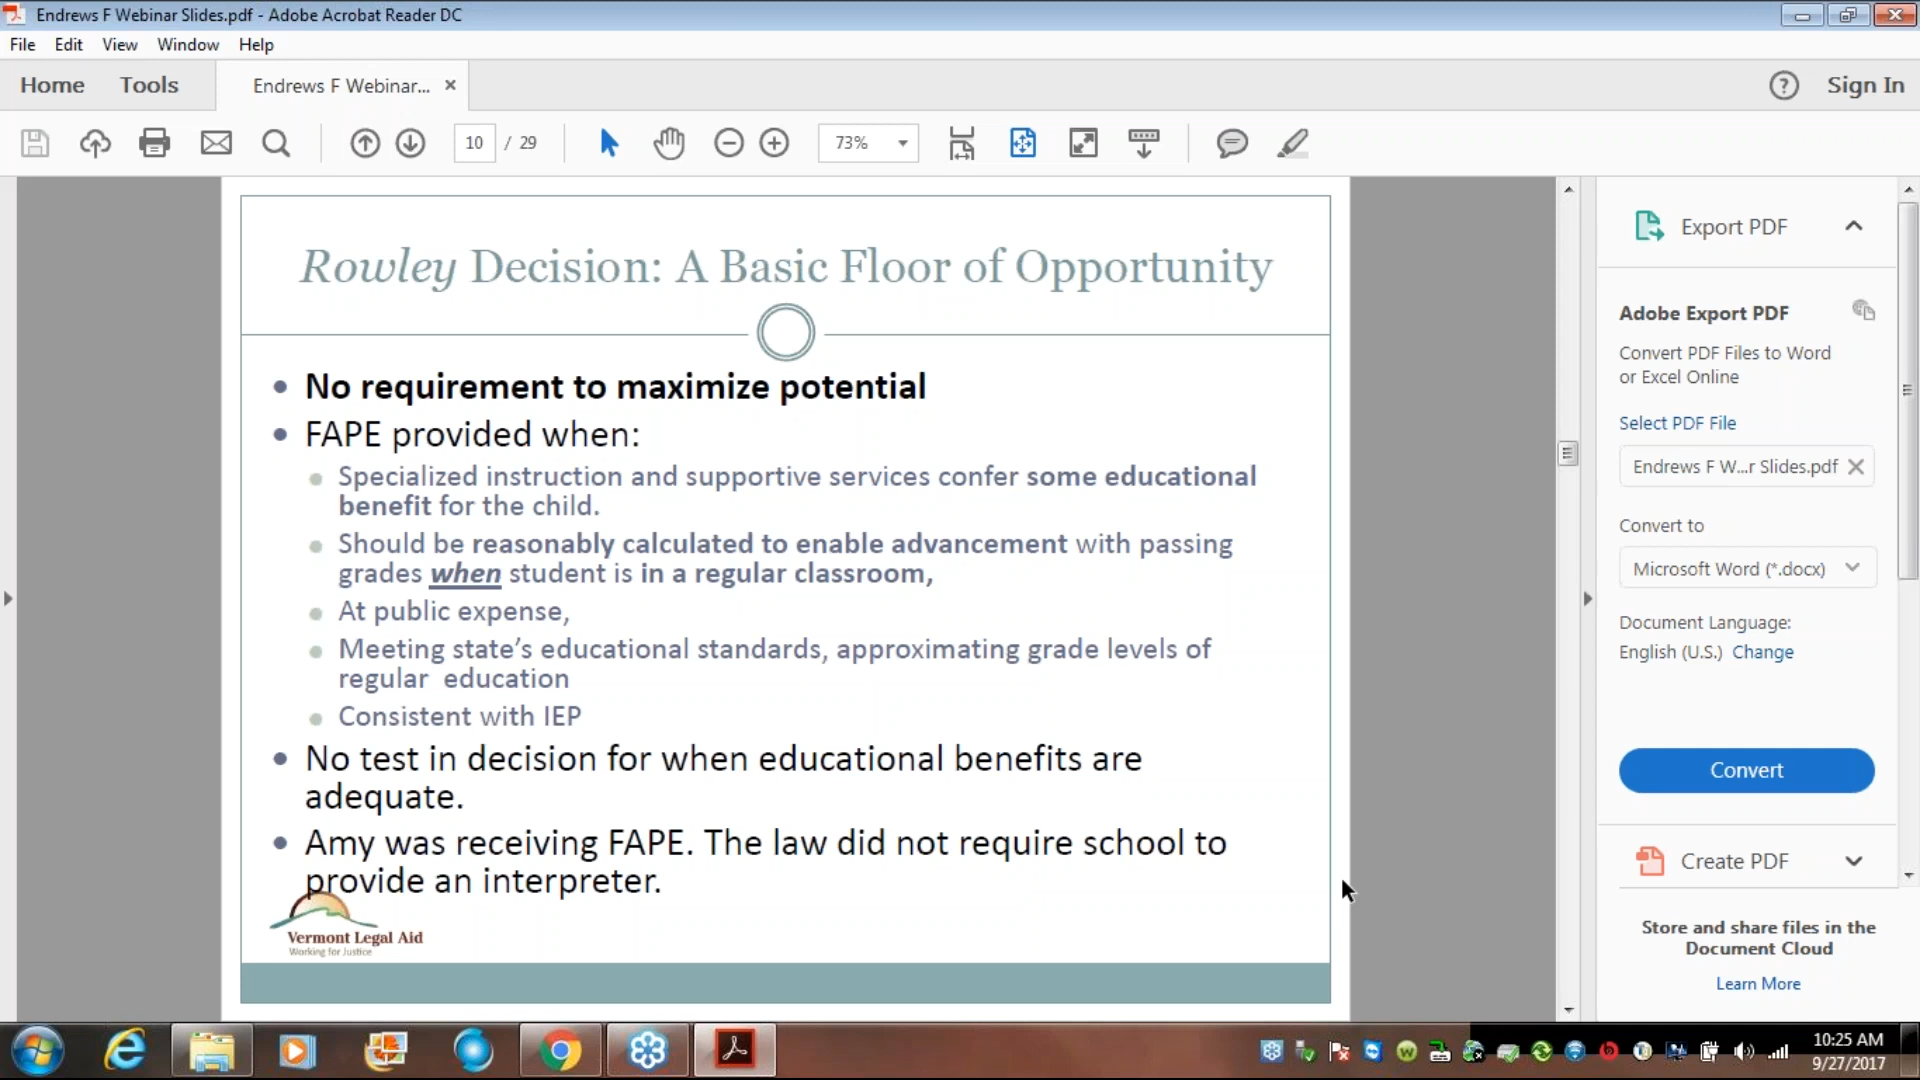 Endrews F Webinar Slides.pdf - Adobe Acrobat Reader DC
File Edit View Window Help
Home Tools Endrews F Webinar... ×
? Sign In
10 / 29
73%
Rowley Decision: A Basic Floor of Opportunity
No requirement to maximize potential
FAPE provided when:
Specialized instruction and supportive services confer some educational
benefit for the child.
Should be reasonably calculated to enable advancement with passing
grades when student is in a regular classroom,
At public expense,
Meeting state's educational standards, approximating grade levels of
regular education
Consistent with IEP
No test in decision for when educational benefits are
adequate.
Amy was receiving FAPE. The law did not require school to
provide an interpreter.
Vermont Legal Aid
Working for Justice
Export PDF
Adobe Export PDF
Convert PDF Files to Word
or Excel Online
Select PDF File
Endrews F W...r Slides.pdf
Convert to
Microsoft Word (*.docx)
Document Language:
English (U.S.) Change
Convert
Create PDF
Store and share files in the
Document Cloud
Learn More
10:25 AM
9/27/2017